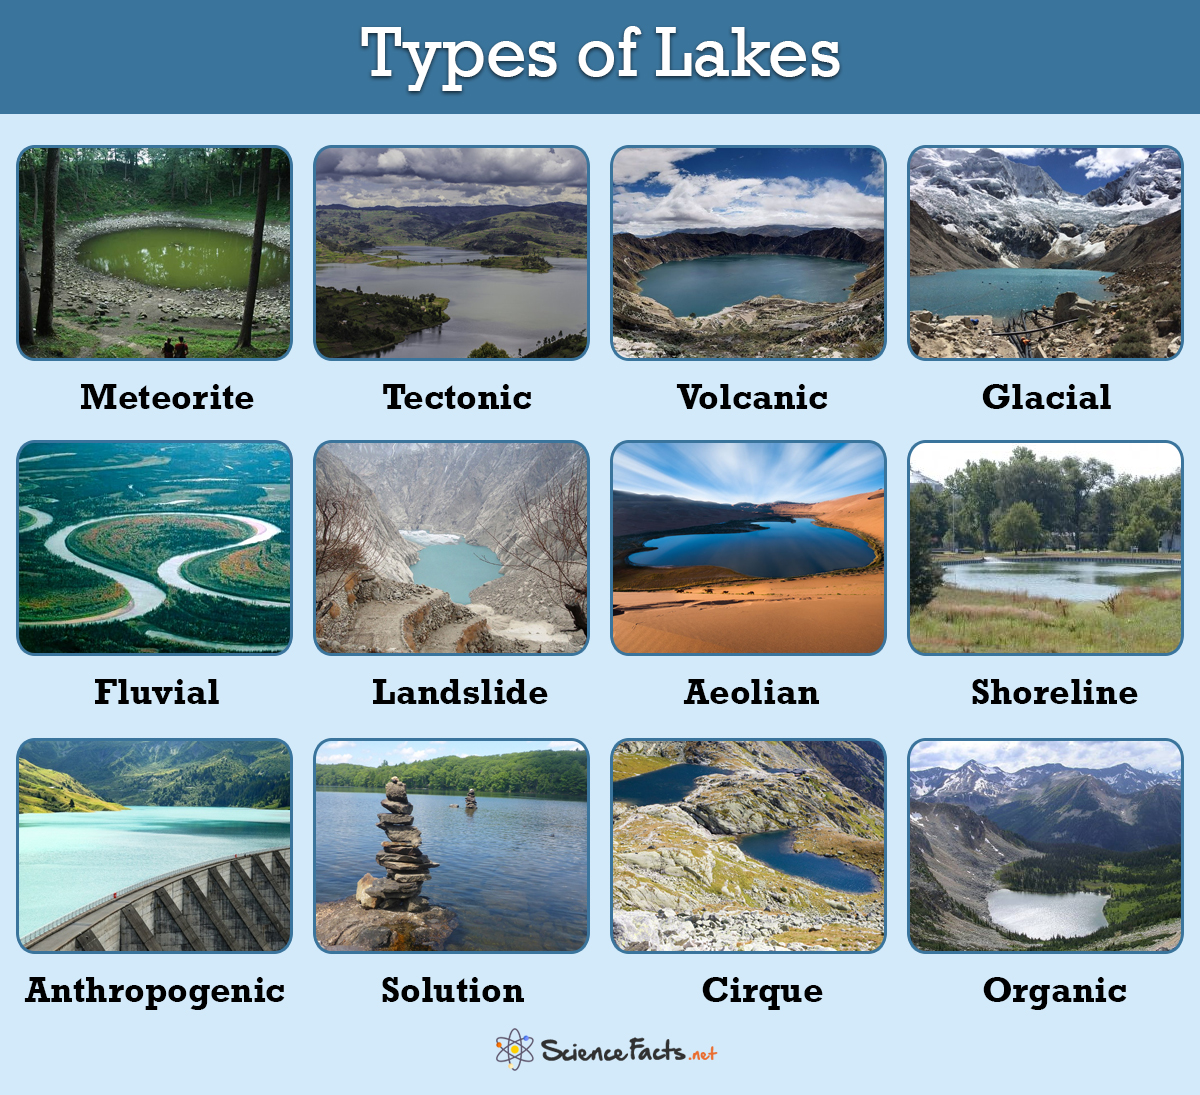 Types of Lakes
Meteorite
Tectonic
Volcanic
Glacial
Fluvial
Landslide
Aeolian
Shoreline
Anthropogenic
Solution
Cirque
Organic
ScienceFacts.net